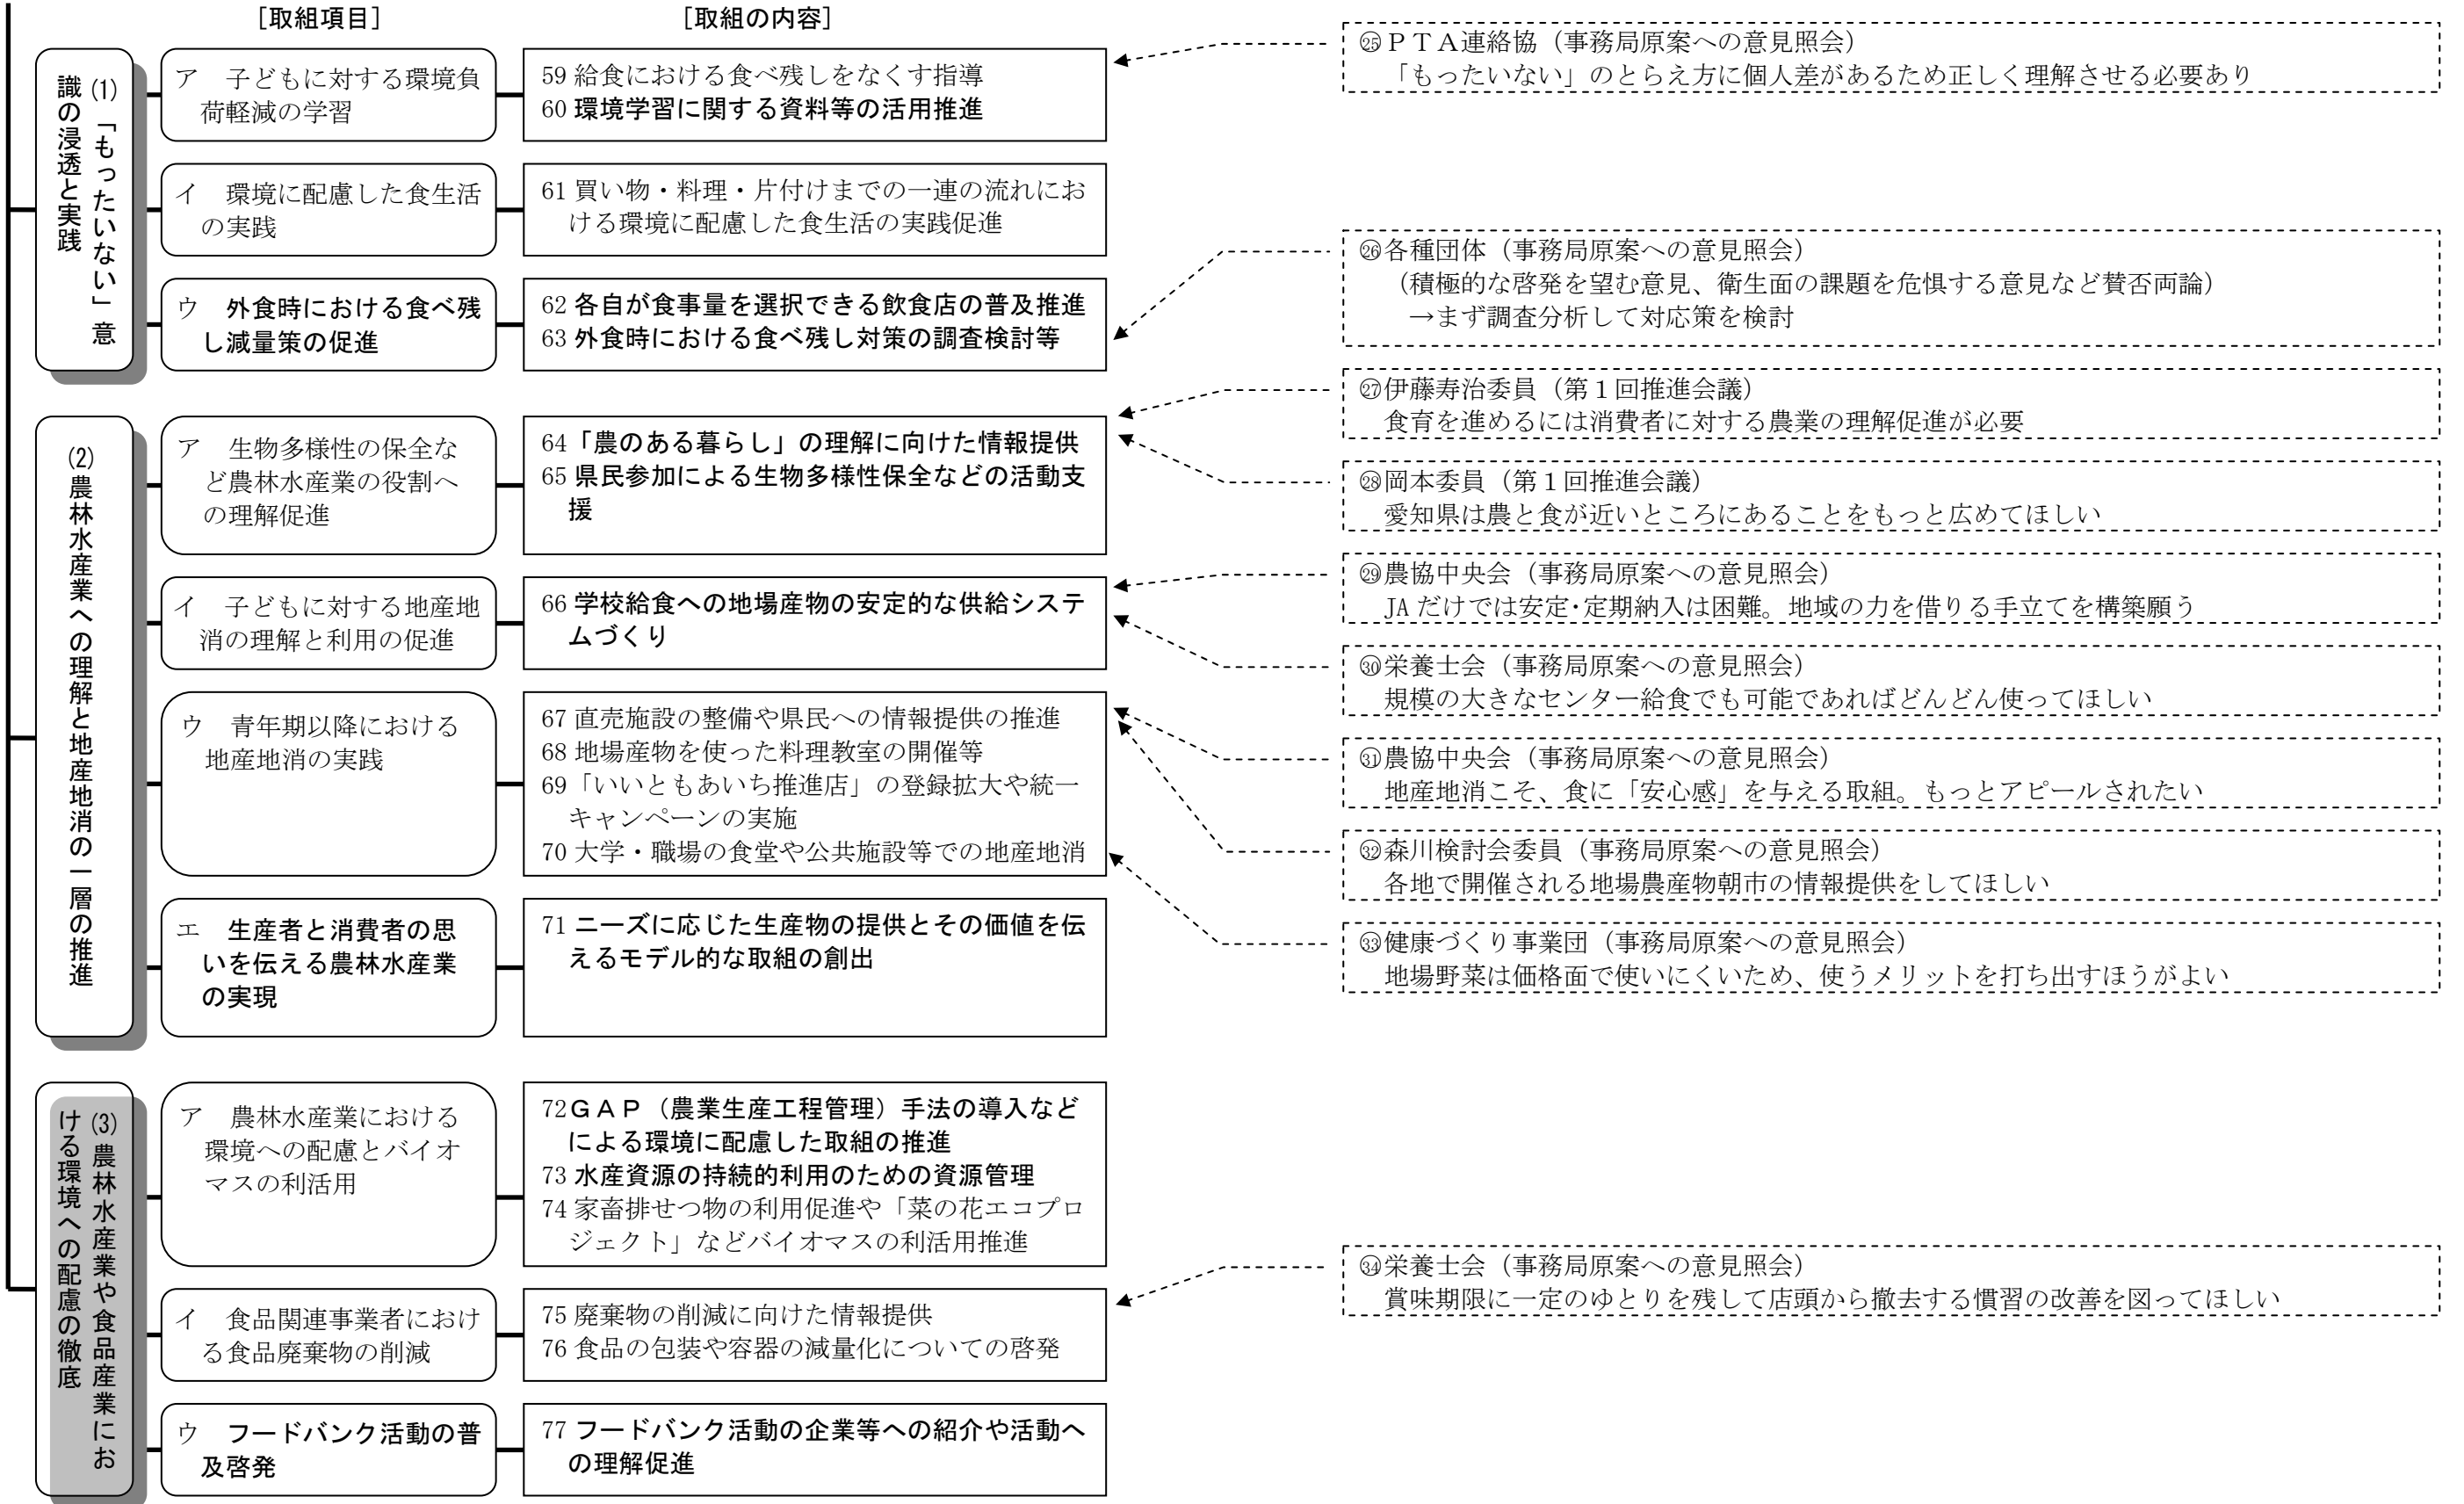 ［取組項目］
［取組の内容］
(1)「もったいない」意
識の浸透と実践
ア　子どもに対する環境負
荷軽減の学習
59 給食における食べ残しをなくす指導
60 環境学習に関する資料等の活用推進
イ　環境に配慮した食生活
の実践
61 買い物・料理・片付けまでの一連の流れにお
ける環境に配慮した食生活の実践促進
ウ　外食時における食べ残
し減量策の促進
62 各自が食事量を選択できる飲食店の普及推進
63 外食時における食べ残し対策の調査検討等
(2)農林水産業への理解と地産地消の一層の推進
ア　生物多様性の保全な
ど農林水産業の役割へ
の理解促進
64「農のある暮らし」の理解に向けた情報提供
65 県民参加による生物多様性保全などの活動支
援
イ　子どもに対する地産地
消の理解と利用の促進
66 学校給食への地場産物の安定的な供給システ
ムづくり
ウ　青年期以降における
地産地消の実践
67 直売施設の整備や県民への情報提供の推進
68 地場産物を使った料理教室の開催等
69「いいともあいち推進店」の登録拡大や統一
キャンペーンの実施
70 大学・職場の食堂や公共施設等での地産地消
エ　生産者と消費者の思
いを伝える農林水産業
の実現
71 ニーズに応じた生産物の提供とその価値を伝
えるモデル的な取組の創出
(3)農林水産業や食品産業にお
ける環境への配慮の徹底
ア　農林水産業における
環境への配慮とバイオ
マスの利活用
72ＧＡＰ（農業生産工程管理）手法の導入など
による環境に配慮した取組の推進
73 水産資源の持続的利用のための資源管理
74 家畜排せつ物の利用促進や「菜の花エコプロ
ジェクト」などバイオマスの利活用推進
イ　食品関連事業者におけ
る食品廃棄物の削減
75 廃棄物の削減に向けた情報提供
76 食品の包装や容器の減量化についての啓発
ウ　フードバンク活動の普
及啓発
77 フードバンク活動の企業等への紹介や活動へ
の理解促進
㉕ＰＴＡ連絡協（事務局原案への意見照会）
「もったいない」のとらえ方に個人差があるため正しく理解させる必要あり
㉖各種団体（事務局原案への意見照会）
（積極的な啓発を望む意見、衛生面の課題を危惧する意見など賛否両論）
→まず調査分析して対応策を検討
㉗伊藤寿治委員（第１回推進会議）
食育を進めるには消費者に対する農業の理解促進が必要
㉘岡本委員（第１回推進会議）
愛知県は農と食が近いところにあることをもっと広めてほしい
㉙農協中央会（事務局原案への意見照会）
JA だけでは安定･定期納入は困難。地域の力を借りる手立てを構築願う
㉚栄養士会（事務局原案への意見照会）
規模の大きなセンター給食でも可能であればどんどん使ってほしい
㉛農協中央会（事務局原案への意見照会）
地産地消こそ、食に「安心感」を与える取組。もっとアピールされたい
㉜森川検討会委員（事務局原案への意見照会）
各地で開催される地場農産物朝市の情報提供をしてほしい
㉝健康づくり事業団（事務局原案への意見照会）
地場野菜は価格面で使いにくいため、使うメリットを打ち出すほうがよい
㉞栄養士会（事務局原案への意見照会）
賞味期限に一定のゆとりを残して店頭から撤去する慣習の改善を図ってほしい